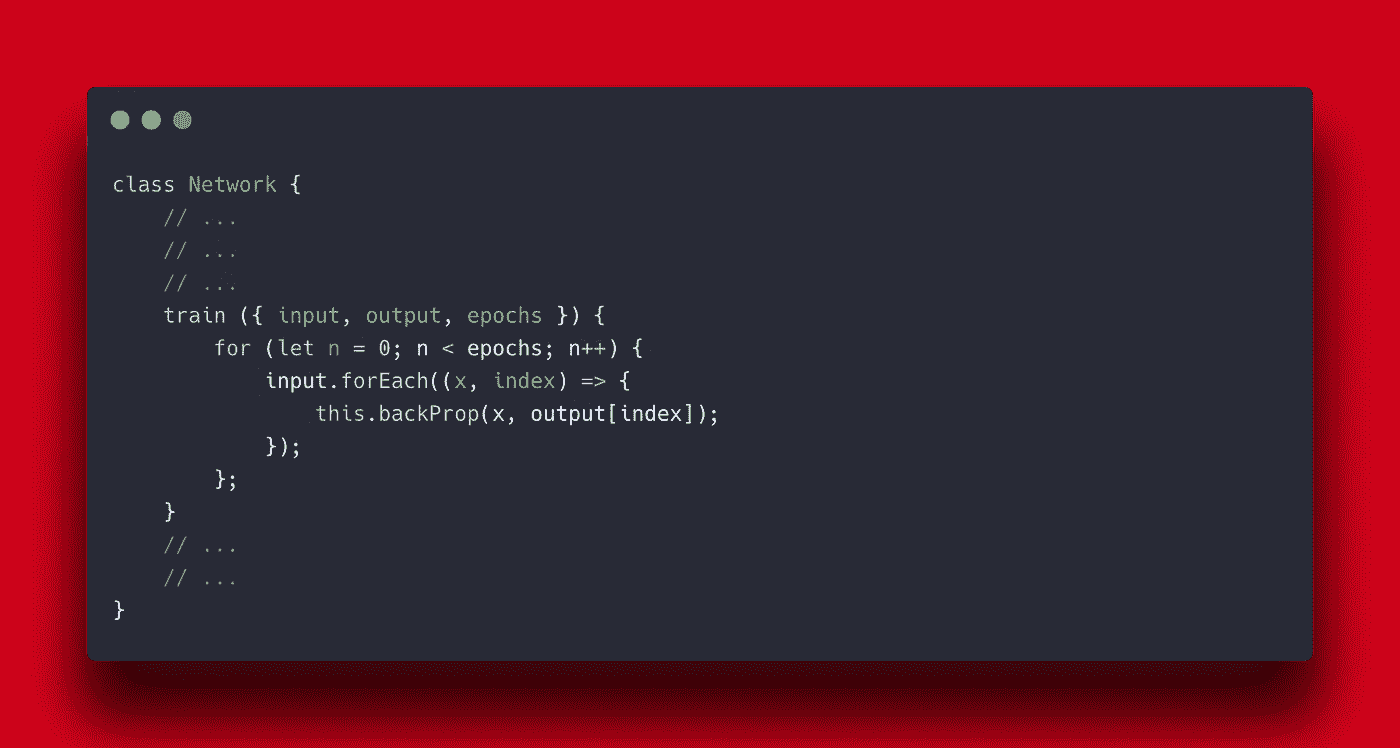 class Network {
    // ...
    // ...
    // ...
    train ({ input, output, epochs }) {
        for (let n = 0; n < epochs; n++) {
            input.forEach((x, index) => {
                this.backProp(x, output[index]);
            });
        };
    }
    // ...
    // ...
}